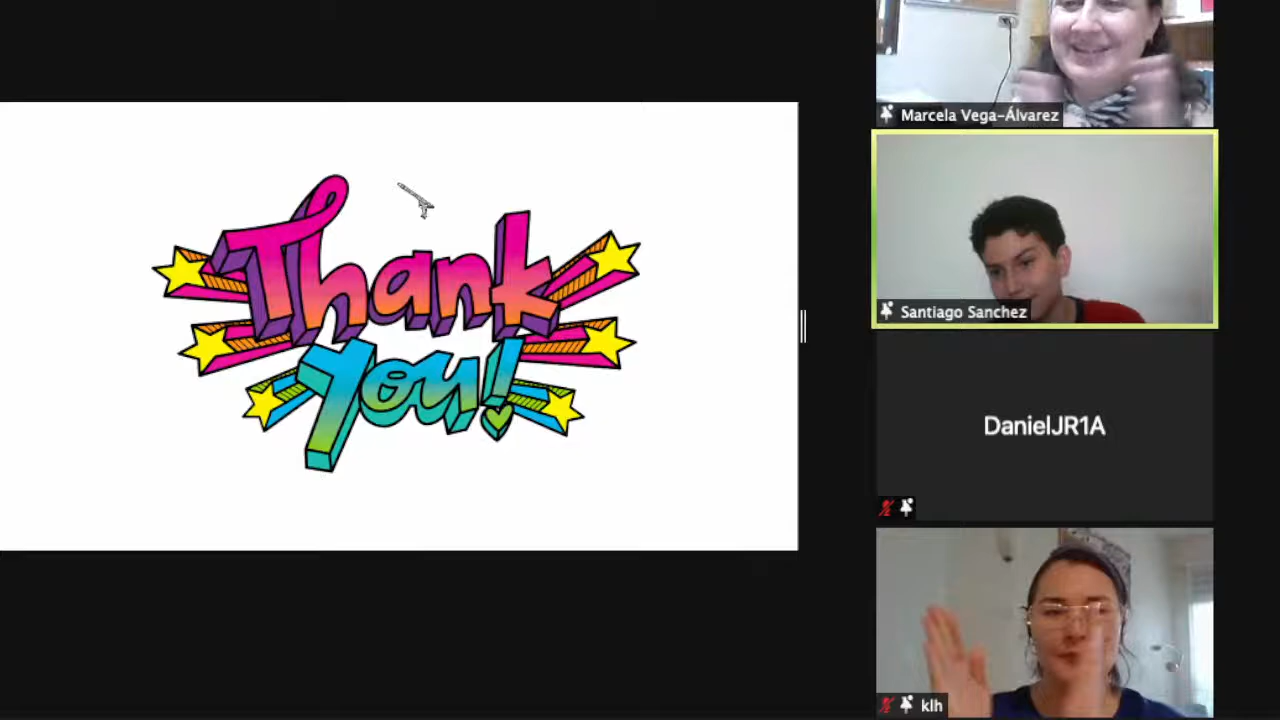 Thank
You!
Marcela Vega-Álvarez
Santiago Sanchez
DanielJR1A
klh